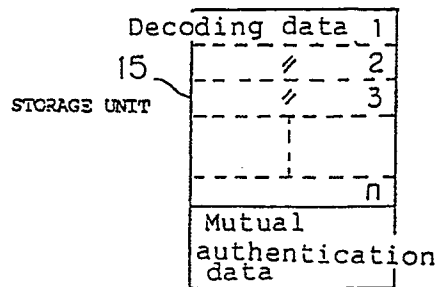 Decoding data 1
〃 2
15
〃 3
STORAGE UNIT
n
Mutual
authentication
data